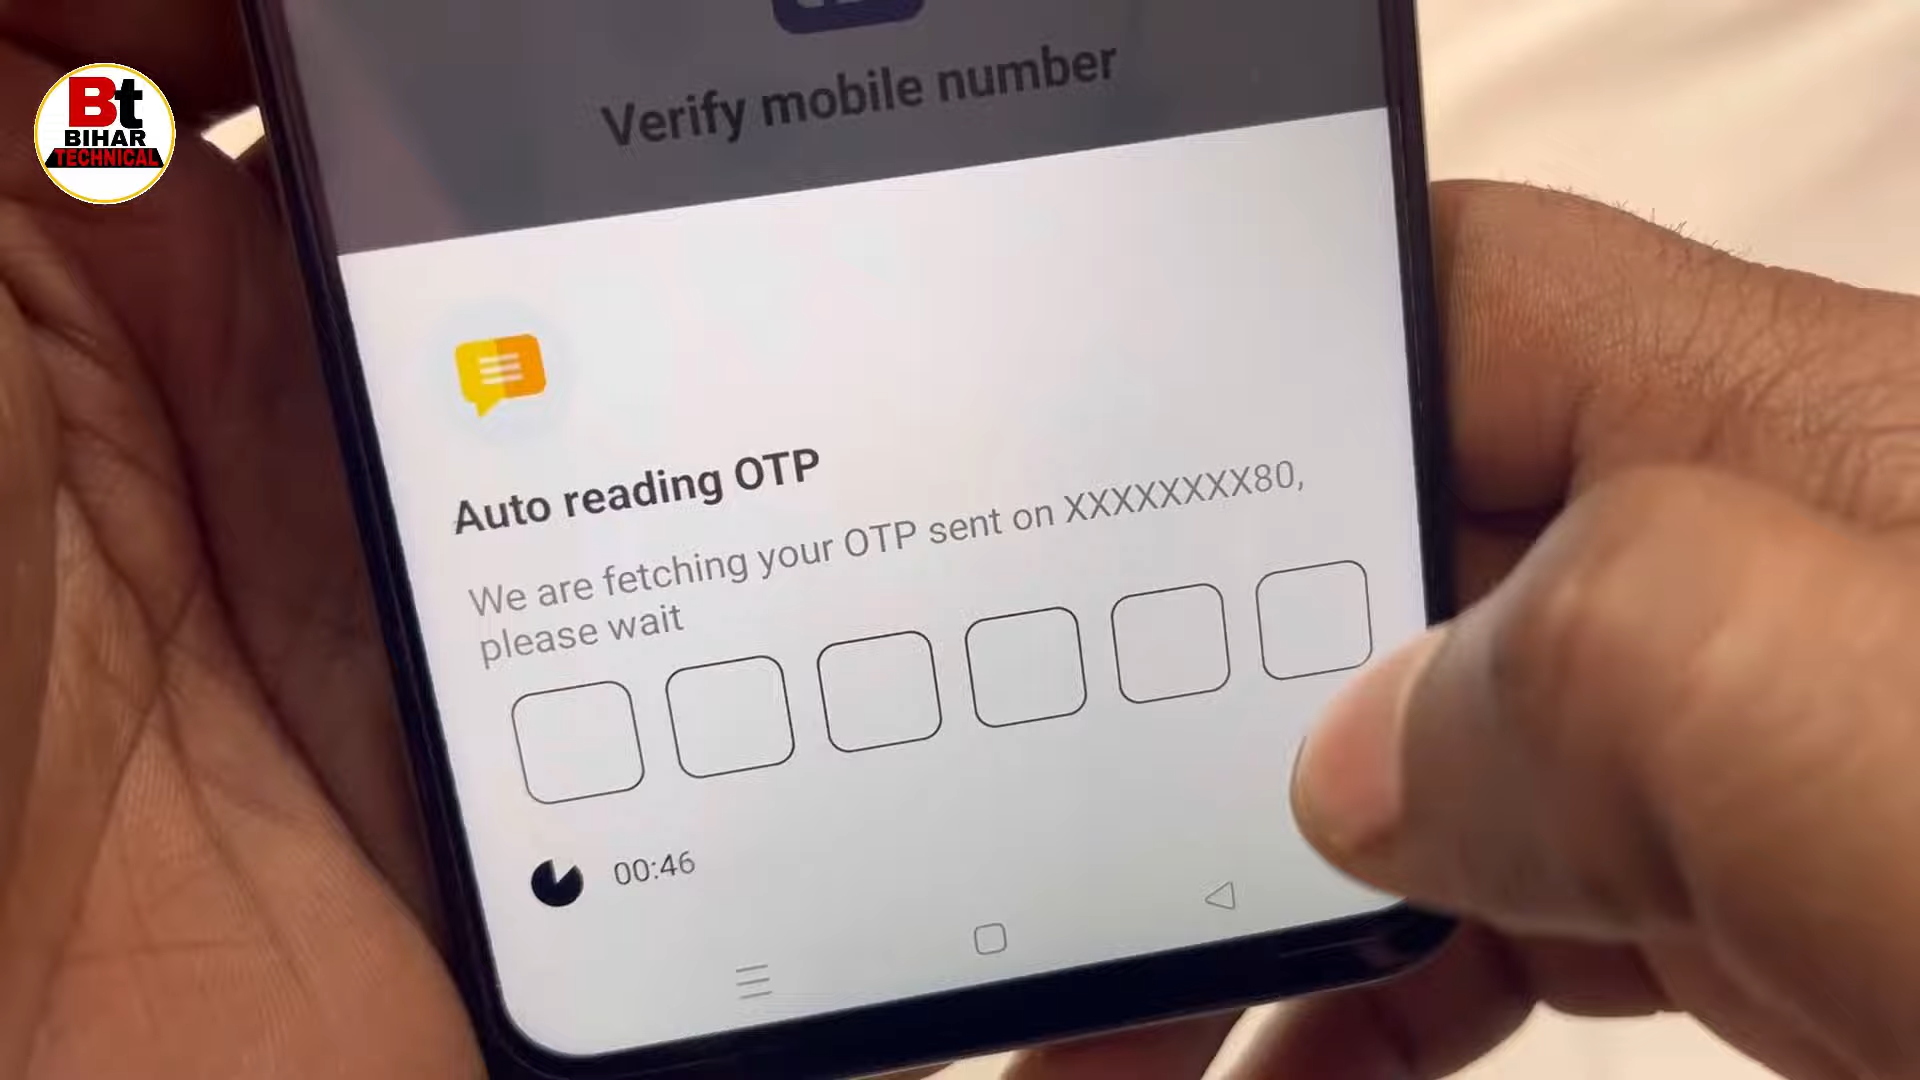 Bt
BIHAR
TECHNICAL
Verify mobile number
Auto reading OTP
We are fetching your OTP sent on XXXXXXXX80,
please wait
00:46